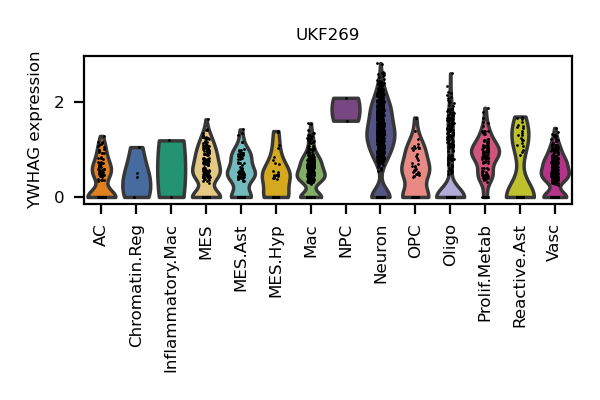 UKF269
YWHAG expression
2
0
AC
Chromatin.Reg
Inflammatory.Mac
MES
MES.Ast
MES.Hyp
Mac
NPC
Neuron
OPC
Oligo
Prolif.Metab
Reactive.Ast
Vasc